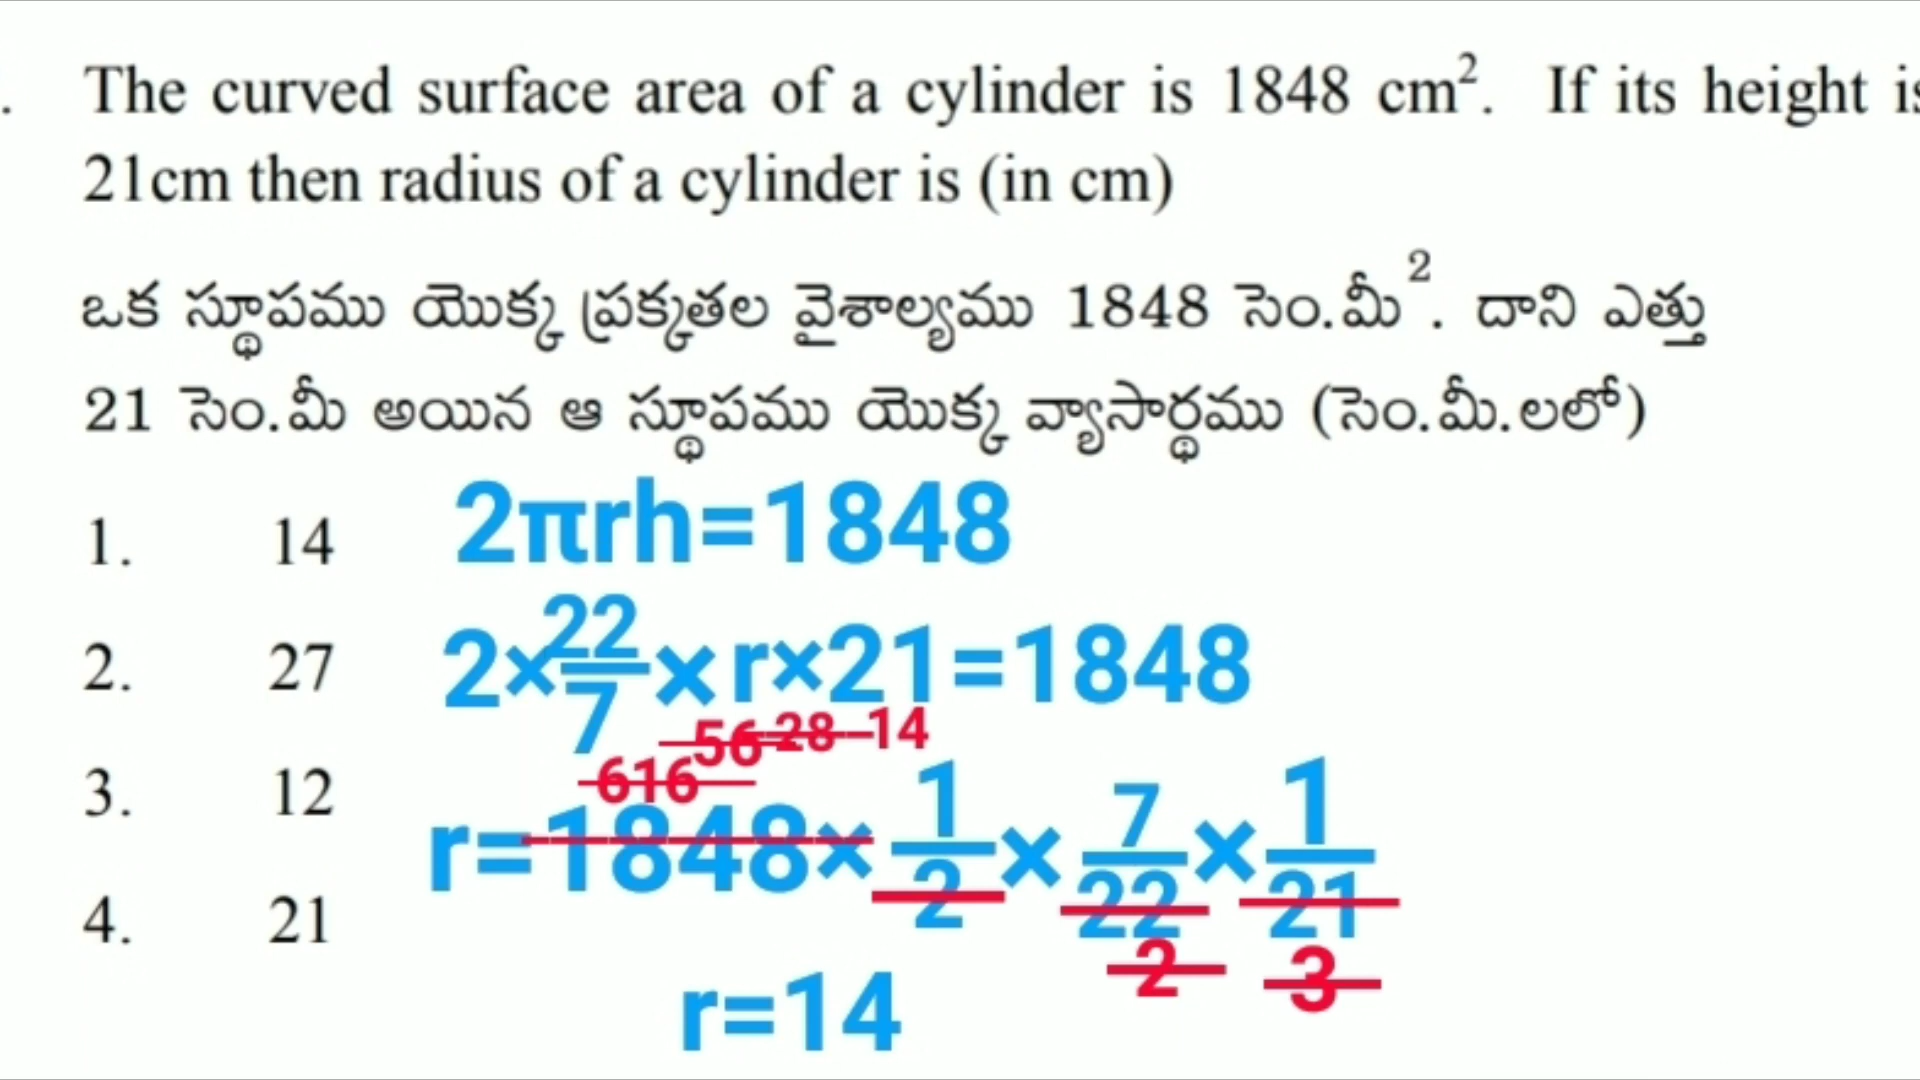 . The curved surface area of a cylinder is 1848 cm². If its height is
21cm then radius of a cylinder is (in cm)
ఒక స్థూపము యొక్క ప్రక్కతల వైశాల్యము 1848 సెం.మీ². దాని ఎత్తు
21 సెం.మీ అయిన ఆ స్థూపము యొక్క వ్యాసార్థము (సెం.మీ.లలో)
1. 14
2πrh=1848
2. 27
2×22/7×r×21=1848
3. 12
616 56 28 14
r=1848×1/2×7/22×1/21
2 3
4. 21
r=14